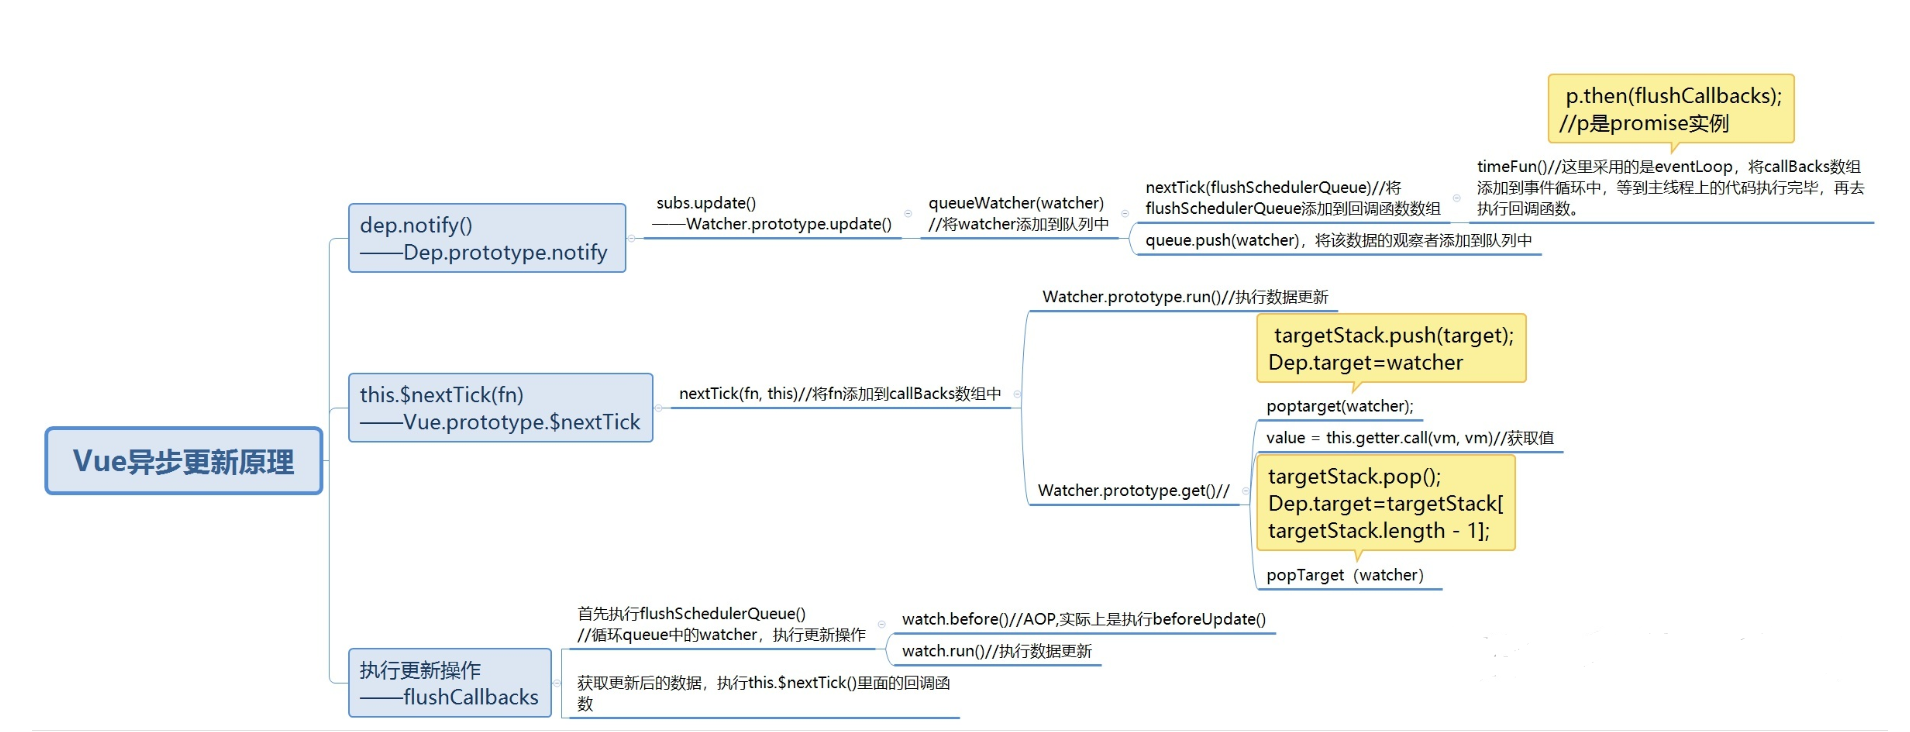 Vue异步更新原理
dep.notify()
——Dep.prototype.notify
subs.update()
——Watcher.prototype.update()
queueWatcher(watcher)
//将watcher添加到队列中
nextTick(flushSchedulerQueue)//将
flushSchedulerQueue添加到回调函数数组
p.then(flushCallbacks);
//p是promise实例
timeFun()//这里采用的是eventLoop，将callBacks数组
添加到事件循环中，等到主线程上的代码执行完毕，再去
执行回调函数。
queue.push(watcher)，将该数据的观察者添加到队列中
this.$nextTick(fn)
——Vue.prototype.$nextTick
nextTick(fn, this)//将fn添加到callBacks数组中
Watcher.prototype.run()//执行数据更新
Watcher.prototype.get()//
targetStack.push(target);
Dep.target=watcher
poptarget(watcher);
value = this.getter.call(vm, vm)//获取值
targetStack.pop();
Dep.target=targetStack[
targetStack.length - 1];
popTarget（watcher）
执行更新操作
——flushCallbacks
首先执行flushSchedulerQueue()
//循环queue中的watcher，执行更新操作
watch.before()//AOP,实际上是执行beforeUpdate()
watch.run()//执行数据更新
获取更新后的数据，执行this.$nextTick()里面的回调函
数